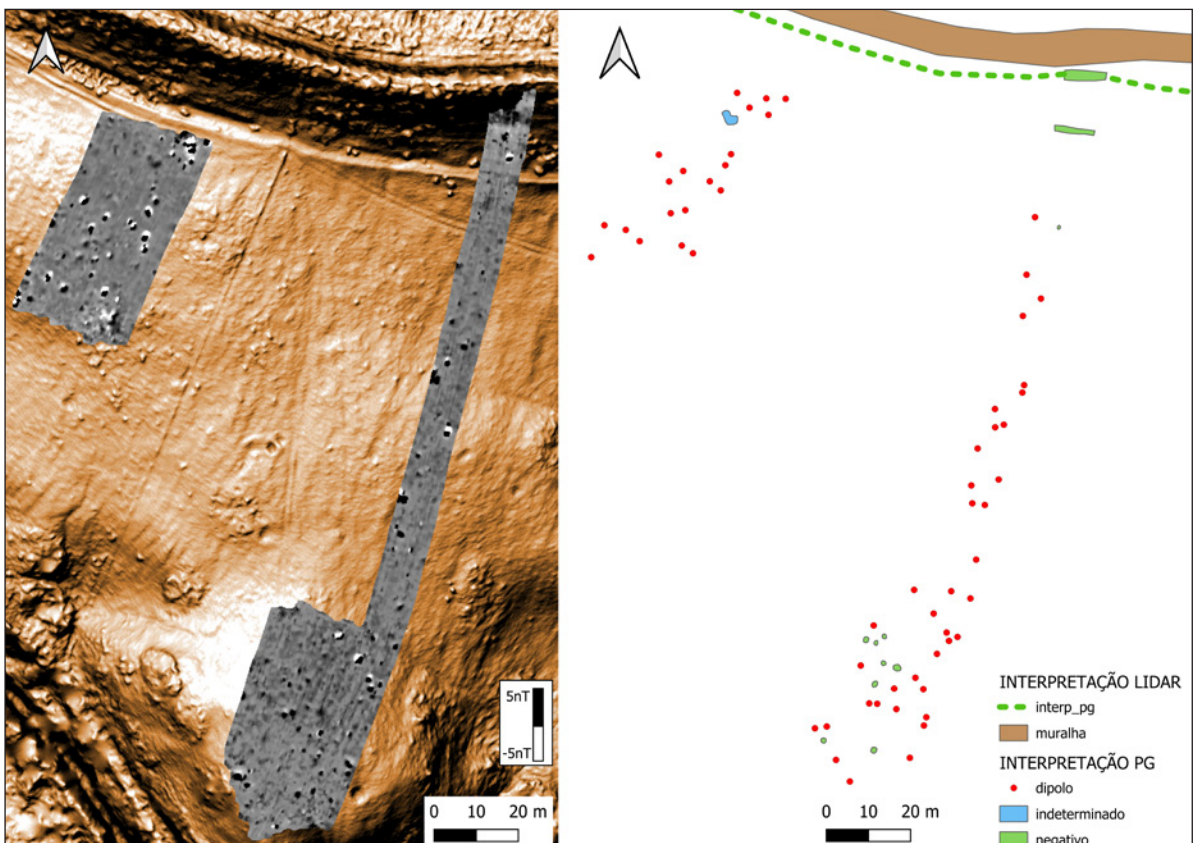 5nT
-5nT
0 10 20 m
INTERPRETAÇÃO LIDAR
interp_pg
muralha
INTERPRETAÇÃO PG
dipolo
indeterminado
negativo
0 10 20 m